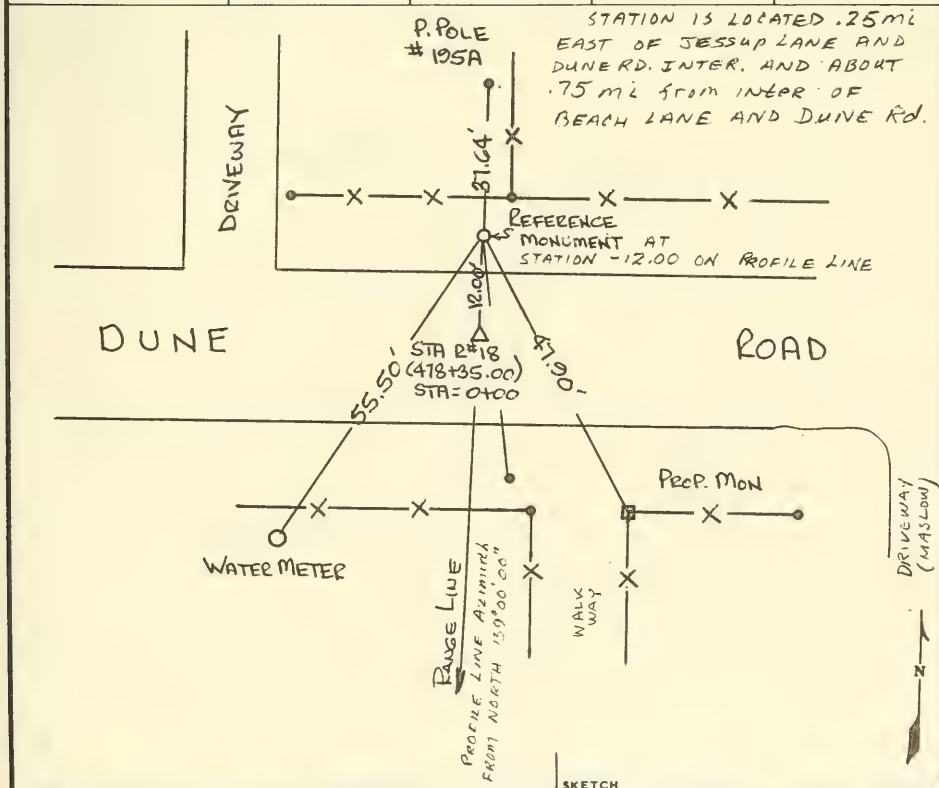 STATION IS LOCATED .25mi
EAST OF JESSUP LANE AND
DUNE RD. INTER. AND ABOUT
.75 mi from INTER OF
BEACH LANE AND DUNE Rd.
P. POLE
# 195A
DRIVEWAY
37.64'
REFERENCE
MONUMENT AT
STATION -12.00 ON PROFILE LINE
12.00'
DUNE ROAD
STA R#18
(478+35.00)
STA=0+00
55.50'
47.90'
PROP. MON
WATER METER
RANGE LINE
PROFILE LINE AZIMUTH
FROM NORTH 159°00'00"
WALK
WAY
DRIVEWAY
(MASLOW)
N
SKETCH